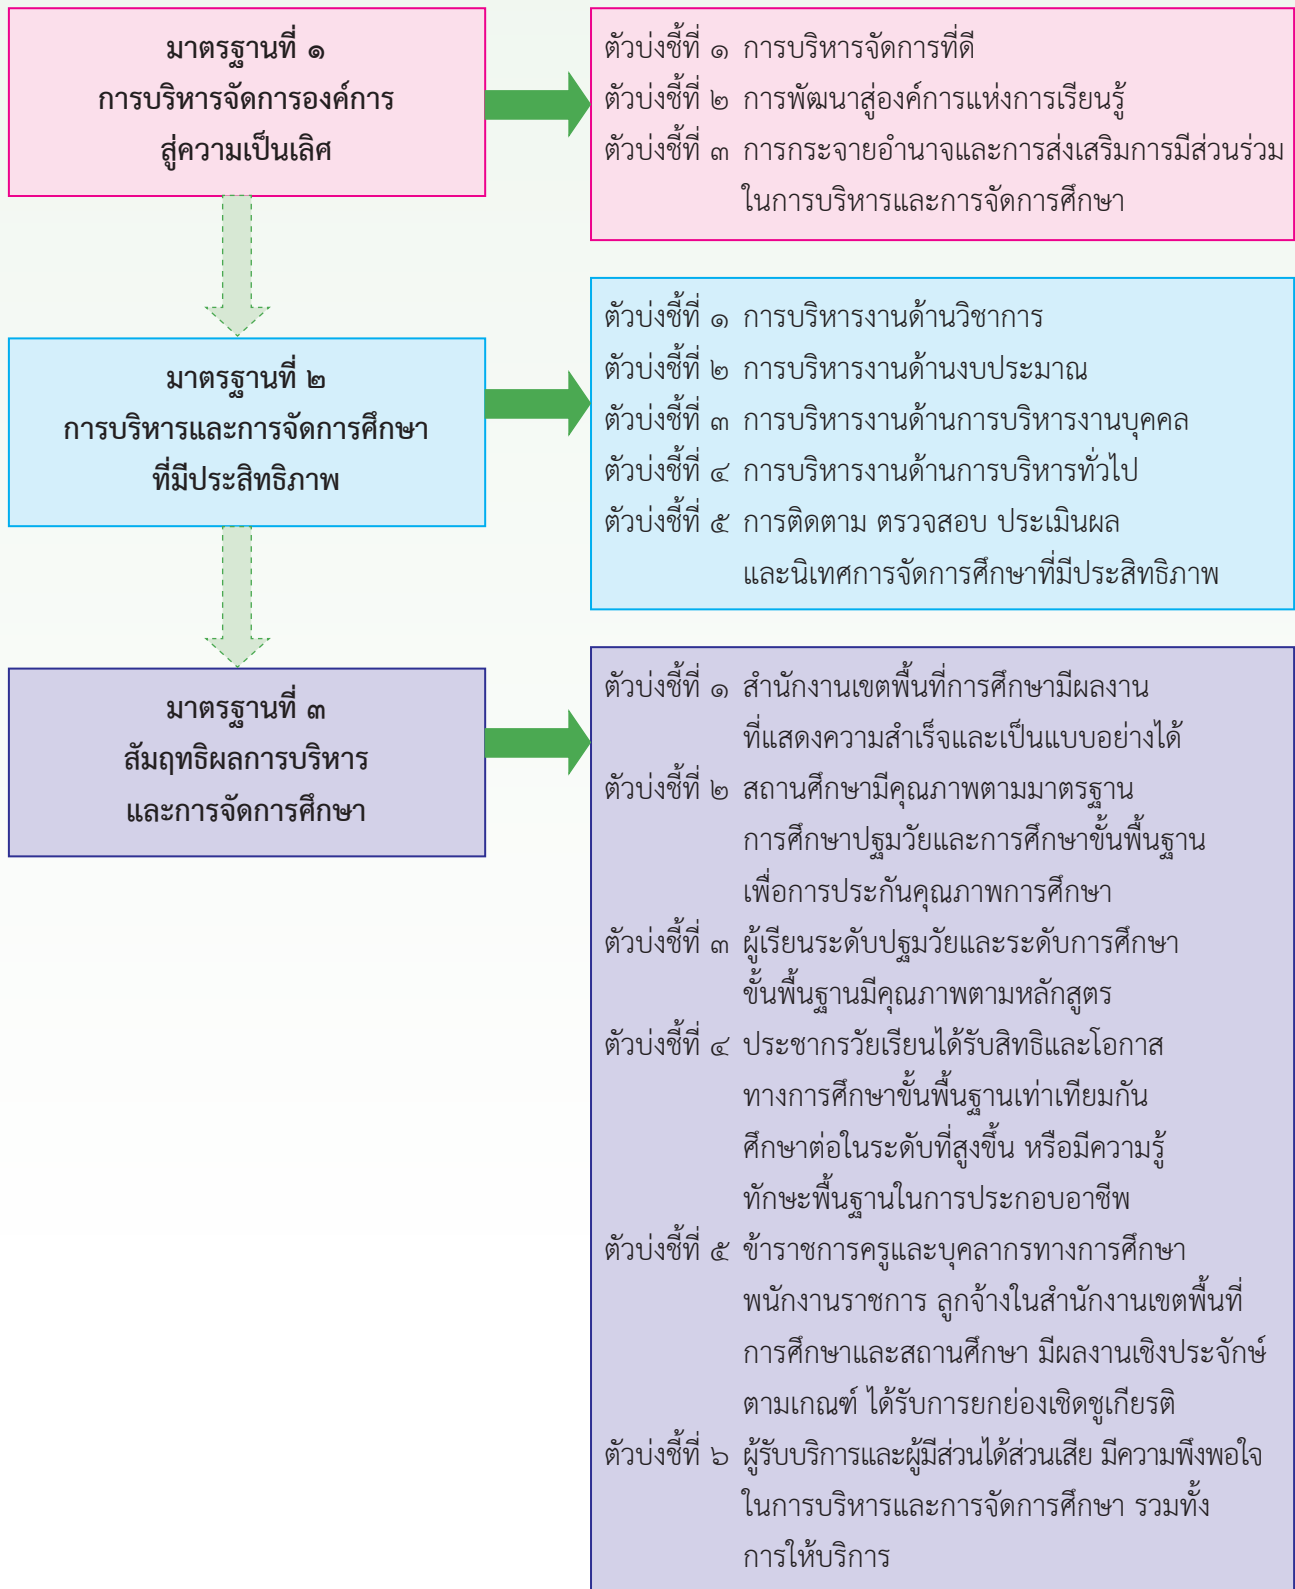 มาตรฐานที่ ๑
การบริหารจัดการองค์การ
สู่ความเป็นเลิศ
ตัวบ่งชี้ที่ ๑ การบริหารจัดการที่ดี
ตัวบ่งชี้ที่ ๒ การพัฒนาสู่องค์การแห่งการเรียนรู้
ตัวบ่งชี้ที่ ๓ การกระจายอำนาจและการส่งเสริมการมีส่วนร่วม
ในการบริหารและการจัดการศึกษา
มาตรฐานที่ ๒
การบริหารและการจัดการศึกษา
ที่มีประสิทธิภาพ
ตัวบ่งชี้ที่ ๑ การบริหารงานด้านวิชาการ
ตัวบ่งชี้ที่ ๒ การบริหารงานด้านงบประมาณ
ตัวบ่งชี้ที่ ๓ การบริหารงานด้านการบริหารงานบุคคล
ตัวบ่งชี้ที่ ๔ การบริหารงานด้านการบริหารทั่วไป
ตัวบ่งชี้ที่ ๕ การติดตาม ตรวจสอบ ประเมินผล
และนิเทศการจัดการศึกษาที่มีประสิทธิภาพ
มาตรฐานที่ ๓
สัมฤทธิผลการบริหาร
และการจัดการศึกษา
ตัวบ่งชี้ที่ ๑ สำนักงานเขตพื้นที่การศึกษามีผลงาน
ที่แสดงความสำเร็จและเป็นแบบอย่างได้
ตัวบ่งชี้ที่ ๒ สถานศึกษามีคุณภาพตามมาตรฐาน
การศึกษาปฐมวัยและการศึกษาขั้นพื้นฐาน
เพื่อการประกันคุณภาพการศึกษา
ตัวบ่งชี้ที่ ๓ ผู้เรียนระดับปฐมวัยและระดับการศึกษา
ขั้นพื้นฐานมีคุณภาพตามหลักสูตร
ตัวบ่งชี้ที่ ๔ ประชากรวัยเรียนได้รับสิทธิและโอกาส
ทางการศึกษาขั้นพื้นฐานเท่าเทียมกัน
ศึกษาต่อในระดับที่สูงขึ้น หรือมีความรู้
ทักษะพื้นฐานในการประกอบอาชีพ
ตัวบ่งชี้ที่ ๕ ข้าราชการครูและบุคลากรทางการศึกษา
พนักงานราชการ ลูกจ้างในสำนักงานเขตพื้นที่
การศึกษาและสถานศึกษา มีผลงานเชิงประจักษ์
ตามเกณฑ์ ได้รับการยกย่องเชิดชูเกียรติ
ตัวบ่งชี้ที่ ๖ ผู้รับบริการและผู้มีส่วนได้ส่วนเสีย มีความพึงพอใจ
ในการบริหารและการจัดการศึกษา รวมทั้ง
การให้บริการ